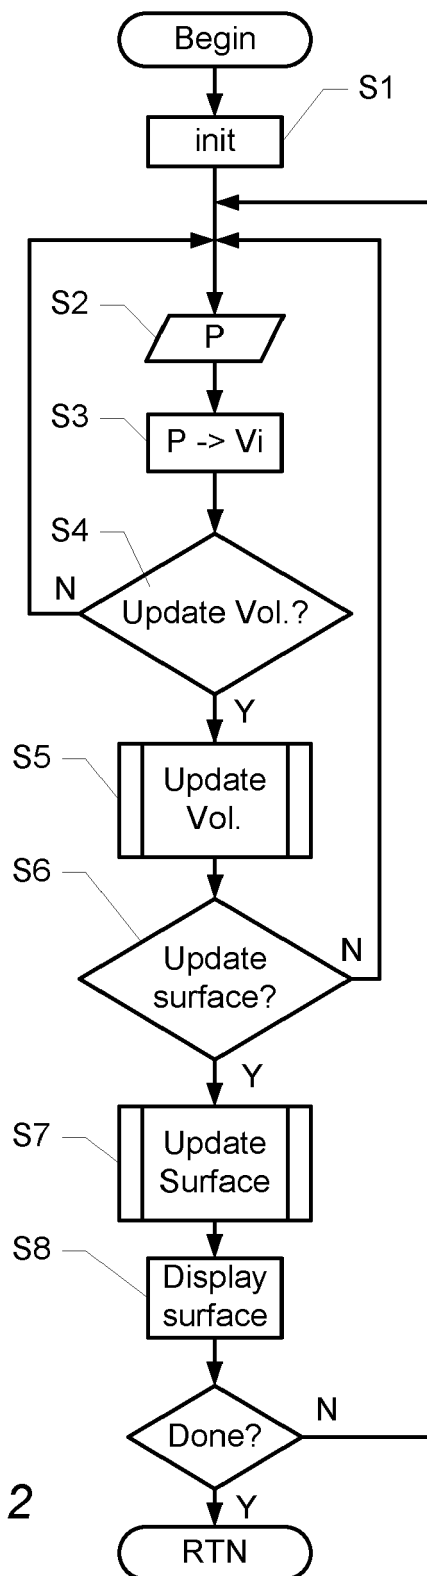 Begin
S1
init
S2
P
S3
P -> Vi
S4
N
Update Vol.?
Y
S5
Update
Vol.
S6
N
Update
surface?
Y
S7
Update
Surface
S8
Display
surface
N
Done?
2
Y
RTN